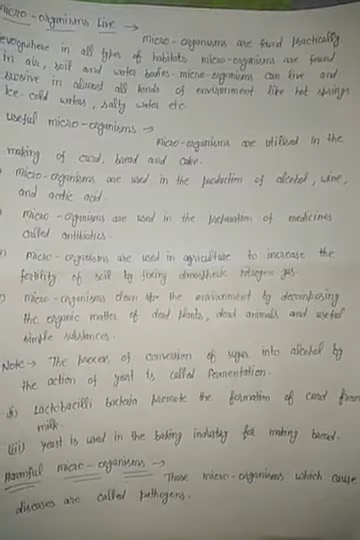 micro-organisms live →
micro-organisms are found practically
everywhere in all types of habitats micro-organisms are found
in air, soil and water bodies-micro-organisms can live and
survive in almost all kinds of environment like hot springs
Ice-cold waters, salty water etc.
useful micro-organisms →
micro-organisms are utilised in the
making of curd, bread and cake.
micro-organisms are used in the production of alcohol, wine,
and acetic acid.
micro-organisms are used in the preparation of medicines
called antibiotics.
micro-organisms are used in agriculture to increase the
fertility of soil by fixing atmospheric nitrogen gas.
micro-organisms clean up the environment by decomposing
the organic matter of dead plants, dead animals and useful
simple substances.
Note → The process of conversion of sugar into alcohol by
the action of yeast is called fermentation.
Lactobacilli bacteria promote the formation of curd from
milk.
(iii) yeast is used in the baking industry for making bread.
Harmful micro-organisms →
Those micro-organisms which cause
diseases are called pathogens.